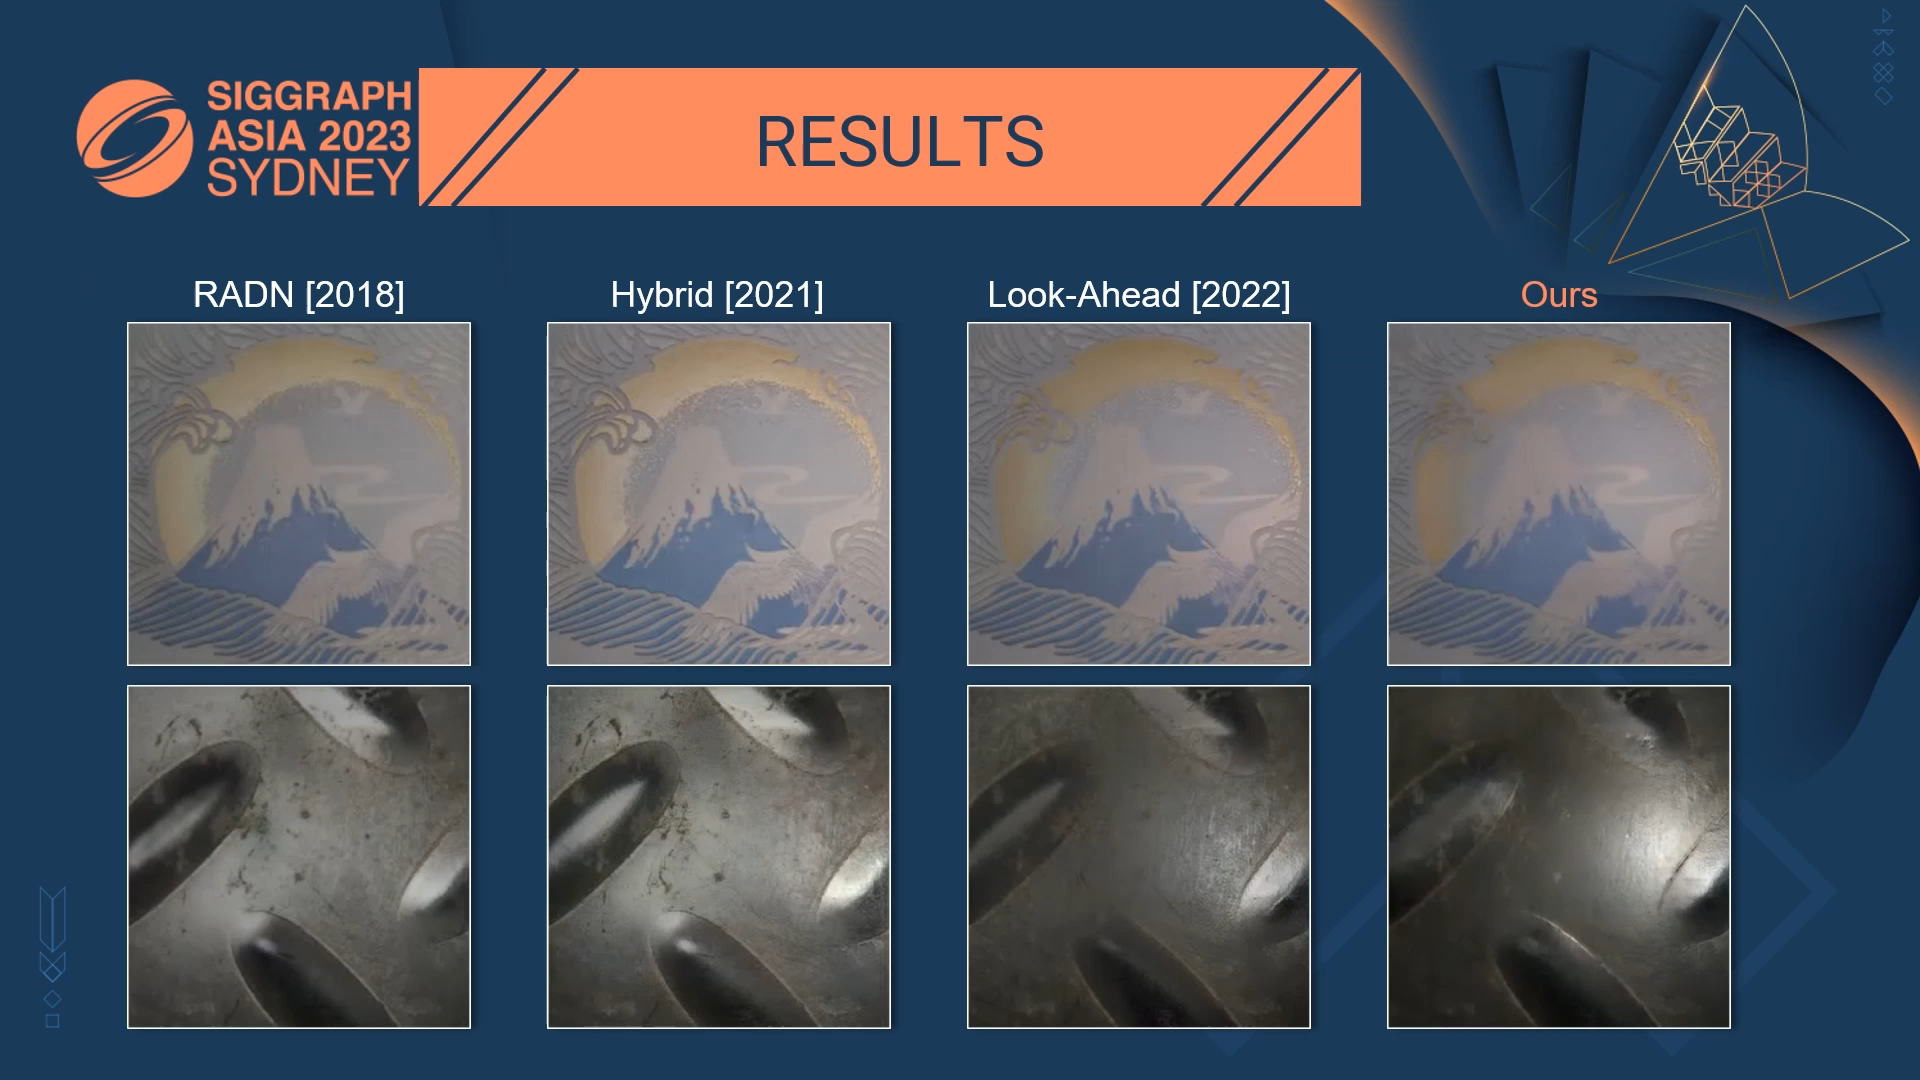 SIGGRAPH
ASIA 2023
SYDNEY
RESULTS
RADN [2018]
Hybrid [2021]
Look-Ahead [2022]
Ours